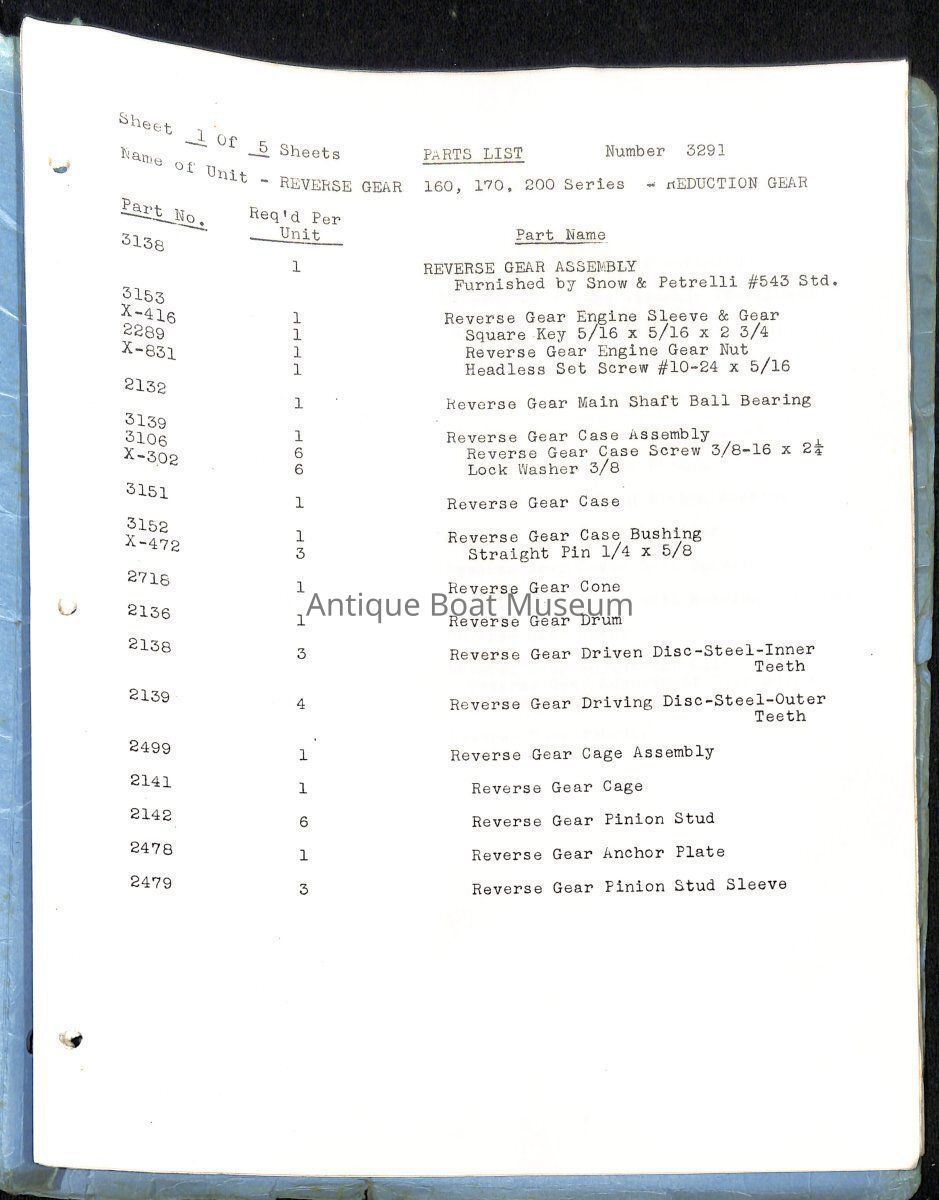 Sheet 1 Of 5 Sheets PARTS LIST Number 3291
Name of Unit - REVERSE GEAR 160, 170, 200 Series - REDUCTION GEAR
Part No. Req'd Per Unit Part Name
3138 1 REVERSE GEAR ASSEMBLY
Furnished by Snow & Petrelli #543 Std.
3153 1 Reverse Gear Engine Sleeve & Gear
X-416 1 Square Key 5/16 x 5/16 x 2 3/4
2289 1 Reverse Gear Engine Gear Nut
X-831 1 Headless Set Screw #10-24 x 5/16
2132 1 Reverse Gear Main Shaft Ball Bearing
3139 1 Reverse Gear Case Assembly
3106 6 Reverse Gear Case Screw 3/8-16 x 2¼
X-302 6 Lock Washer 3/8
3151 1 Reverse Gear Case
3152 1 Reverse Gear Case Bushing
X-472 3 Straight Pin 1/4 x 5/8
2718 1 Reverse Gear Cone
Antique Boat Museum
2136 1 Reverse Gear Drum
2138 3 Reverse Gear Driven Disc-Steel-Inner
Teeth
2139 4 Reverse Gear Driving Disc-Steel-Outer
Teeth
2499 1 Reverse Gear Cage Assembly
2141 1 Reverse Gear Cage
2142 6 Reverse Gear Pinion Stud
2478 1 Reverse Gear Anchor Plate
2479 3 Reverse Gear Pinion Stud Sleeve